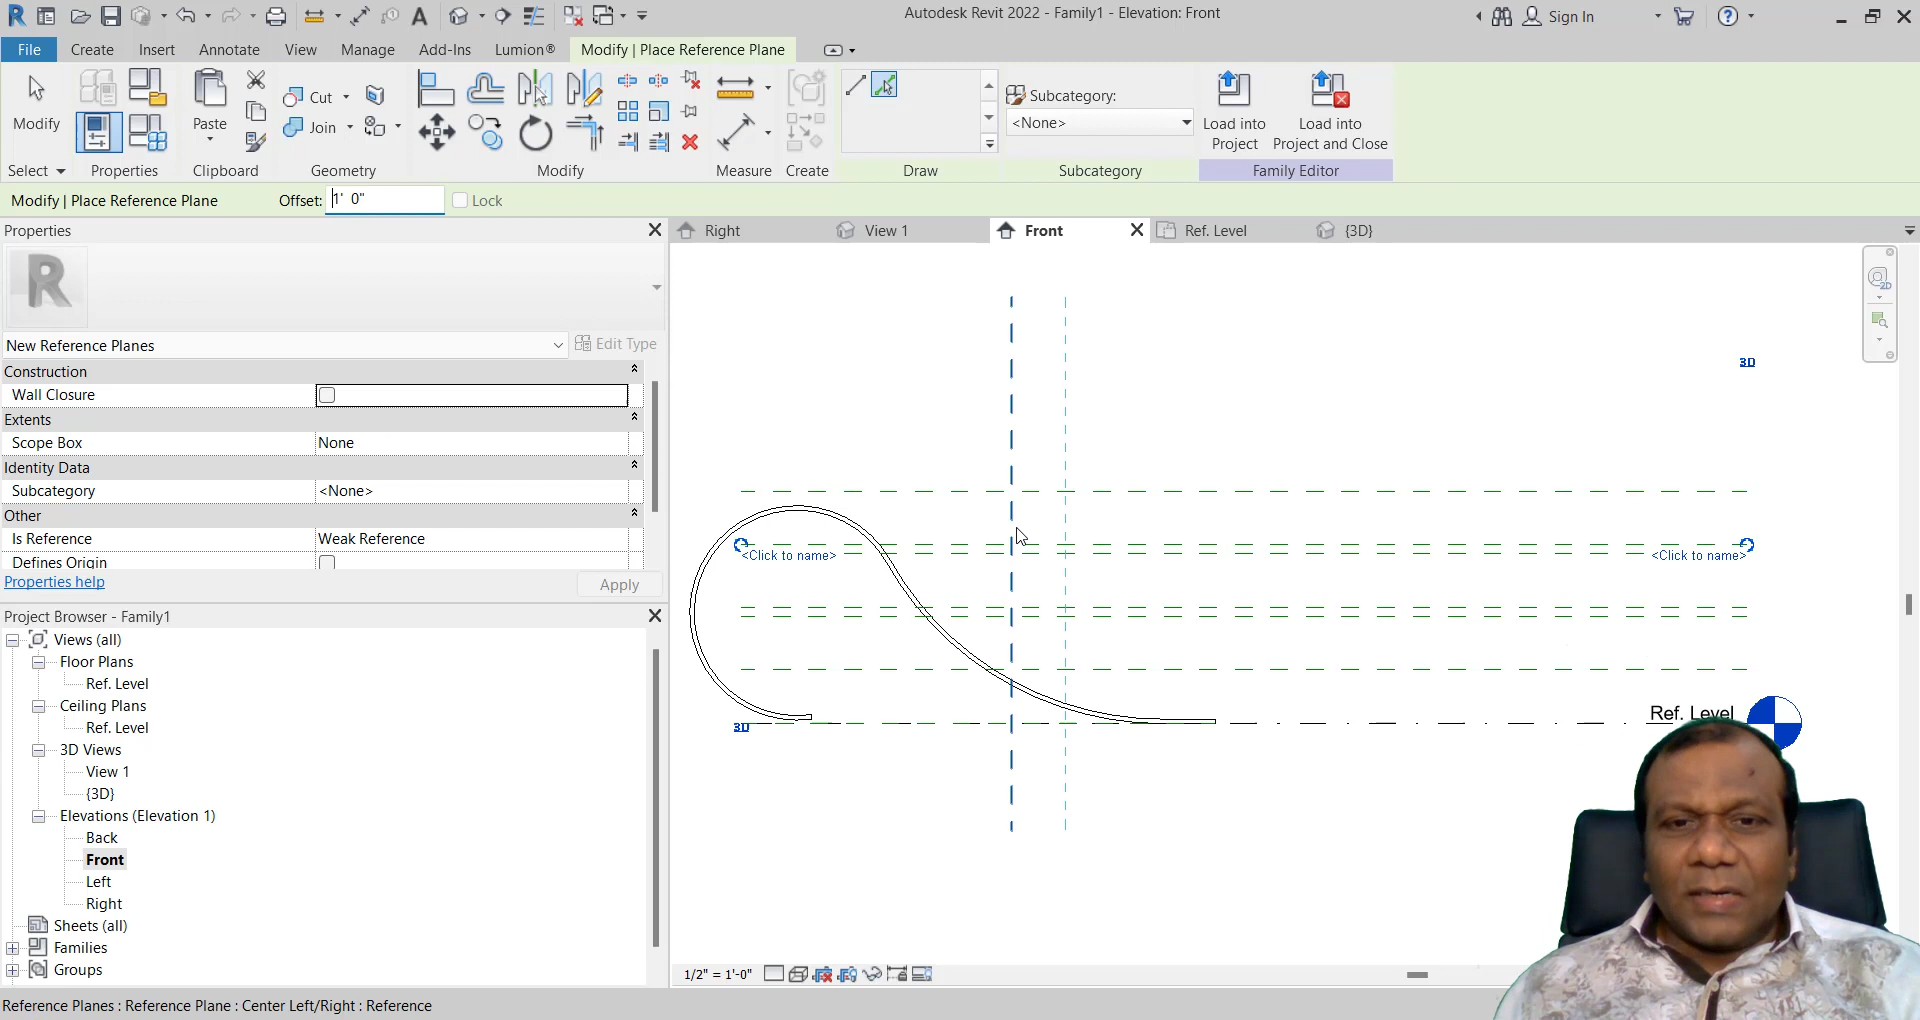 Autodesk Revit 2022 - Family1 - Elevation: Front
Sign In
File
Create
Insert
Annotate
View
Manage
Add-Ins
Lumion®
Modify | Place Reference Plane
Modify
Paste
Cut
Join
Subcategory:
<None>
Load into
Project
Load into
Project and Close
Select
Properties
Clipboard
Geometry
Modify
Measure
Create
Draw
Subcategory
Family Editor
Modify | Place Reference Plane
Offset:
1' 0"
Lock
Properties
Right
View 1
Front
Ref. Level
{3D}
R
New Reference Planes
Edit Type
Construction
Wall Closure
Extents
Scope Box
None
Identity Data
Subcategory
<None>
Other
Is Reference
Weak Reference
Defines Origin
Properties help
Apply
Project Browser - Family1
Views (all)
Floor Plans
Ref. Level
Ceiling Plans
Ref. Level
3D Views
View 1
{3D}
Elevations (Elevation 1)
Back
Front
Left
Right
Sheets (all)
Families
Groups
2D
3D
<Click to name>
<Click to name>
Ref. Level
3D
1/2" = 1'-0"
Reference Planes : Reference Plane : Center Left/Right : Reference